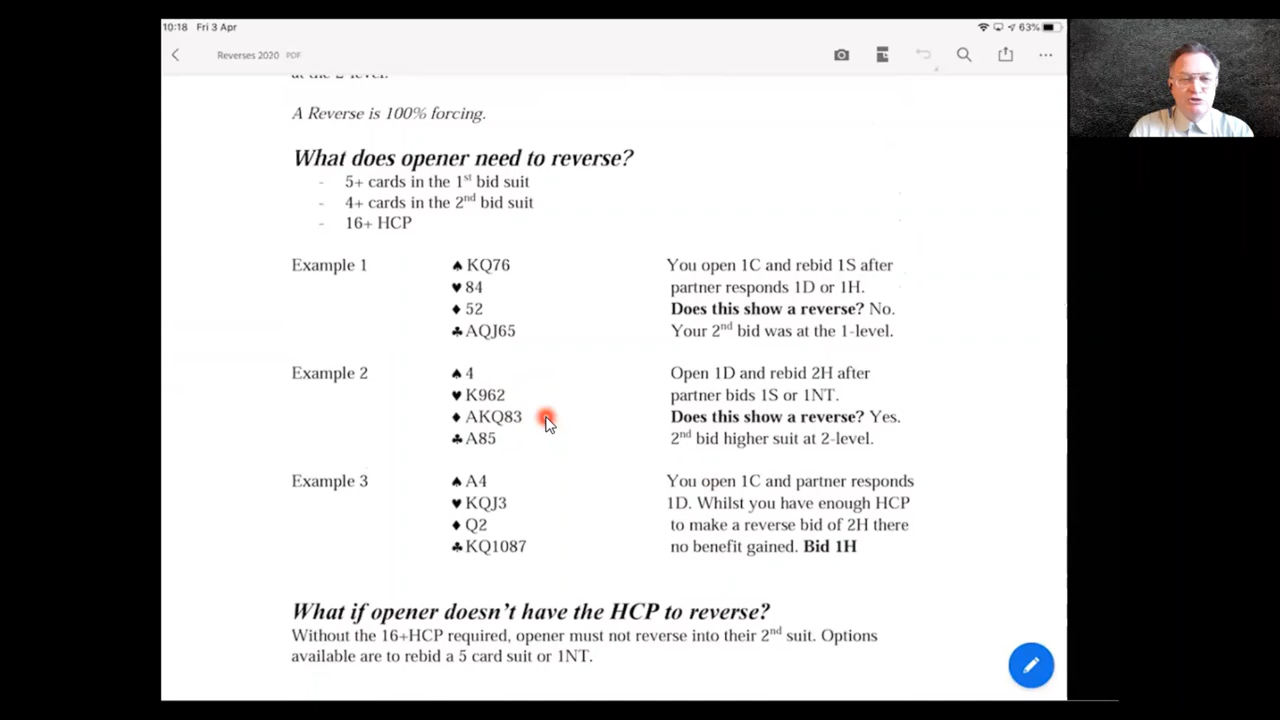 10:18 Fri 3 Apr
63%
Reverses 2020 PDF
at the 2-level.
A Reverse is 100% forcing.
What does opener need to reverse?
- 5+ cards in the 1st bid suit
- 4+ cards in the 2nd bid suit
- 16+ HCP
Example 1
♠ KQ76
♥ 84
♦ 52
♣ AQJ65
You open 1C and rebid 1S after
partner responds 1D or 1H.
Does this show a reverse? No.
Your 2nd bid was at the 1-level.
Example 2
♠ 4
♥ K962
♦ AKQ83
♣ A85
Open 1D and rebid 2H after
partner bids 1S or 1NT.
Does this show a reverse? Yes.
2nd bid higher suit at 2-level.
Example 3
♠ A4
♥ KQJ3
♦ Q2
♣ KQ1087
You open 1C and partner responds
1D. Whilst you have enough HCP
to make a reverse bid of 2H there
no benefit gained. Bid 1H
What if opener doesn't have the HCP to reverse?
Without the 16+HCP required, opener must not reverse into their 2nd suit. Options
available are to rebid a 5 card suit or 1NT.